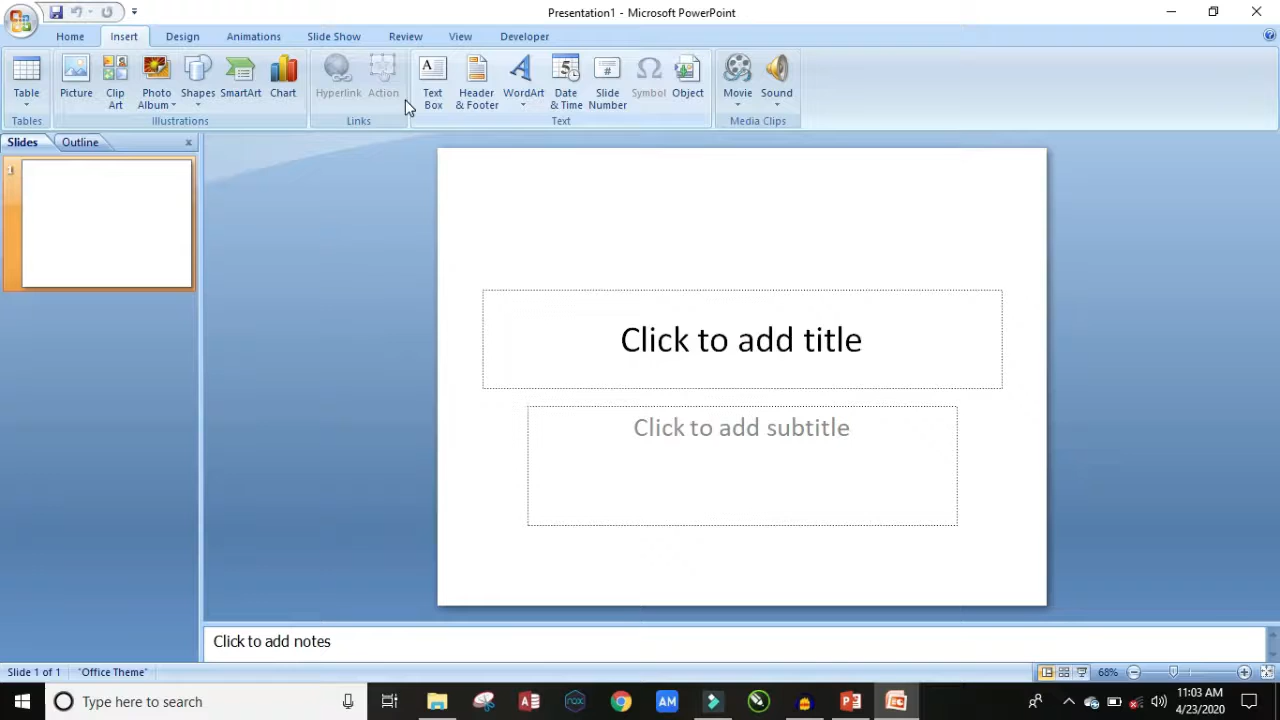 Presentation1 - Microsoft PowerPoint
Home Insert Design Animations Slide Show Review View Developer
Table Picture Clip Art Photo Album Shapes SmartArt Chart Hyperlink Action Text Box Header & Footer WordArt Date & Time Slide Number Symbol Object Movie Sound
Tables Illustrations Links Text Media Clips
Slides Outline
1
Click to add title
Click to add subtitle
Click to add notes
Slide 1 of 1 "Office Theme" 68%
Type here to search
11:03 AM
4/23/2020